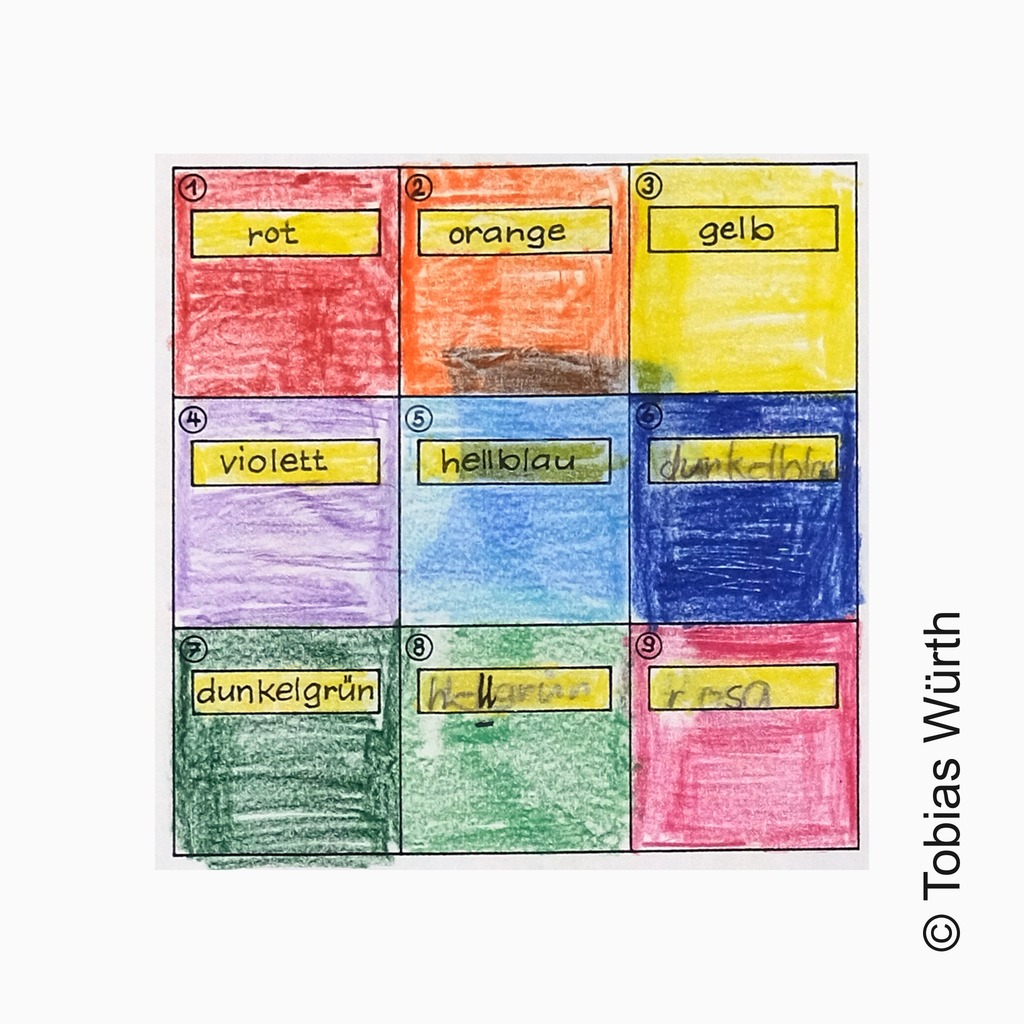 ① rot
② orange
③ gelb
④ violett
⑤ hellblau
⑥ dunkelblau
⑦ dunkelgrün
⑧ hellgrün
⑨ rosa
© Tobias Würth